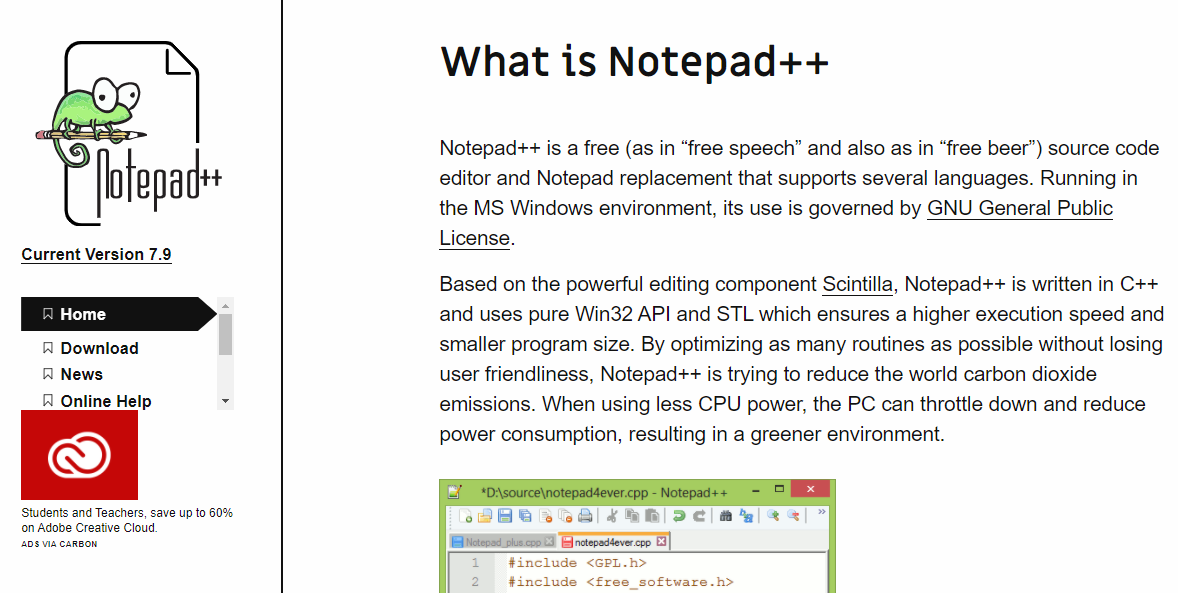 Notepad++
Current Version 7.9
Home
Download
News
Online Help
Students and Teachers, save up to 60%
on Adobe Creative Cloud.
ADS VIA CARBON
What is Notepad++
Notepad++ is a free (as in “free speech” and also as in “free beer”) source code
editor and Notepad replacement that supports several languages. Running in
the MS Windows environment, its use is governed by GNU General Public
License.
Based on the powerful editing component Scintilla, Notepad++ is written in C++
and uses pure Win32 API and STL which ensures a higher execution speed and
smaller program size. By optimizing as many routines as possible without losing
user friendliness, Notepad++ is trying to reduce the world carbon dioxide
emissions. When using less CPU power, the PC can throttle down and reduce
power consumption, resulting in a greener environment.
*D:\source\notepad4ever.cpp - Notepad++
Notepad_plus.cpp notepad4ever.cpp
1 #include <GPL.h>
2 #include <free_software.h>